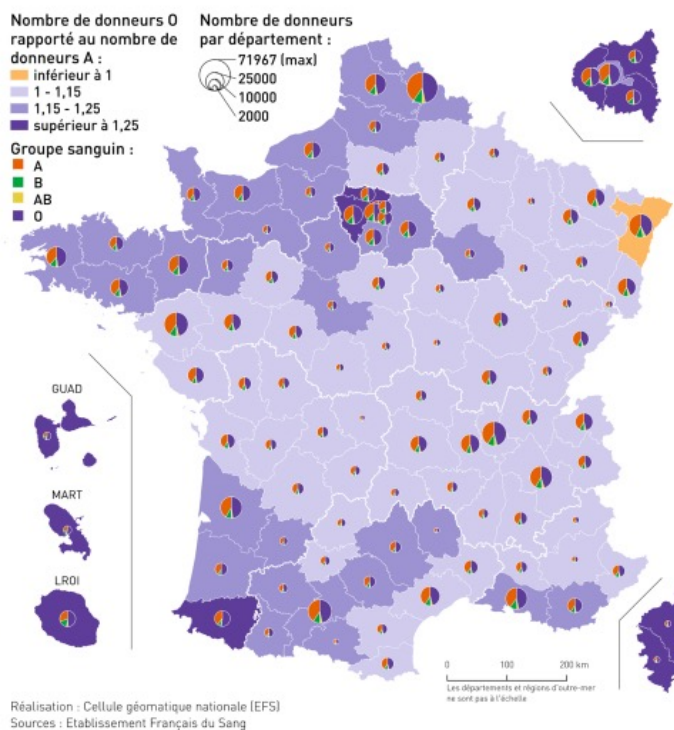 Nombre de donneurs O
rapporté au nombre de
donneurs A :
inférieur à 1
1 - 1,15
1,15 - 1,25
supérieur à 1,25
Groupe sanguin :
A
B
AB
O
Nombre de donneurs
par département :
71967 (max)
25000
10000
2000
GUAD
MART
LROI
0 100 200 km
Les départements et régions d'outre-mer
ne sont pas à l'échelle
Réalisation : Cellule géomatique nationale (EFS)
Sources : Etablissement Français du Sang